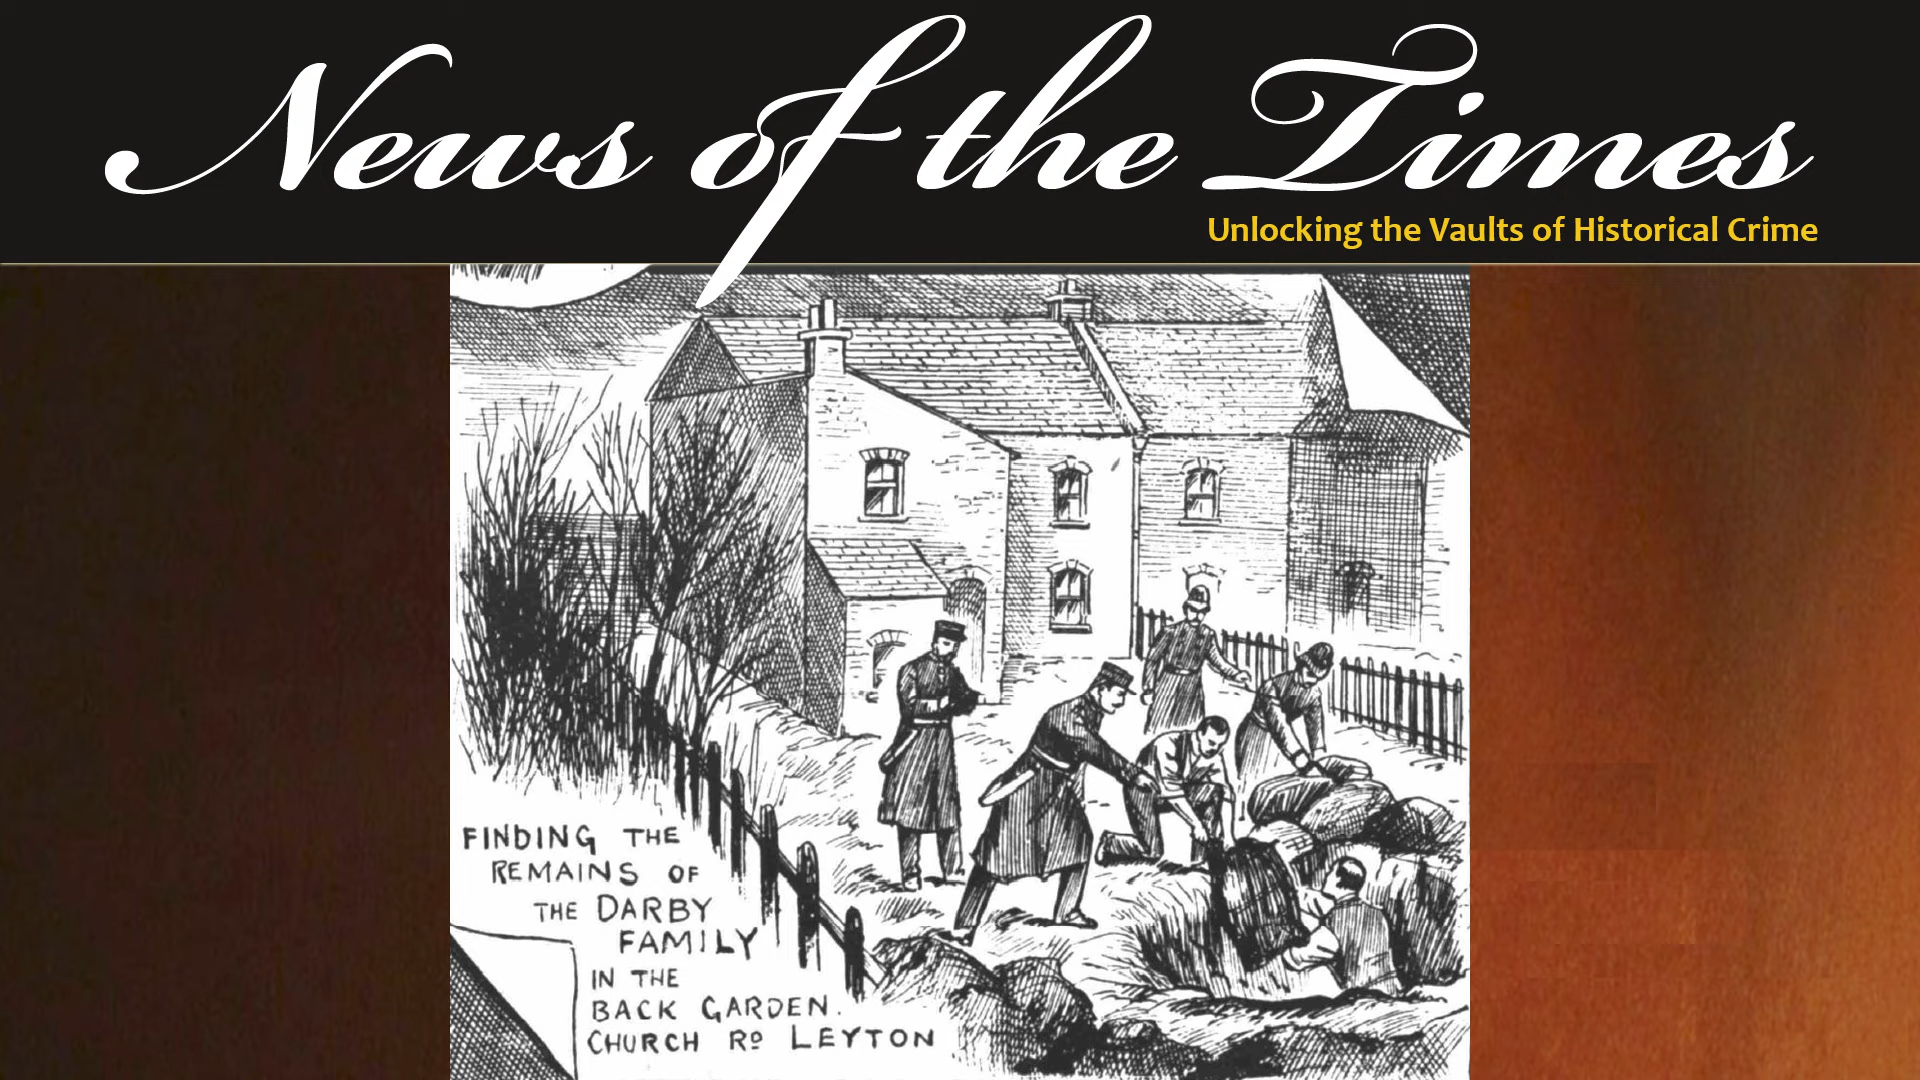 News of the Times
Unlocking the Vaults of Historical Crime
FINDING THE
REMAINS OF
THE DARBY
FAMILY
IN THE
BACK GARDEN.
CHURCH Rᴅ LEYTON